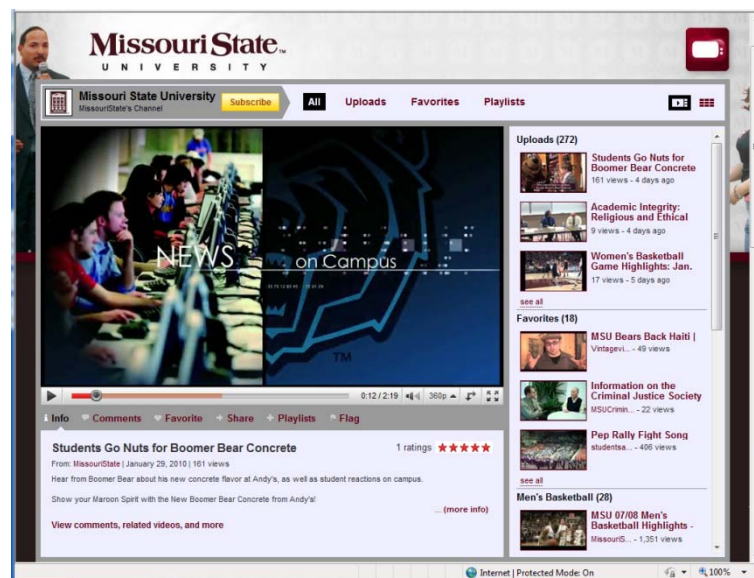 Missouri State™
UNIVERSITY
Missouri State University
MissouriState's Channel
Subscribe
All
Uploads
Favorites
Playlists
NEWS on Campus
TM
0:12 / 2:19
360p
Info
Comments
Favorite
Share
Playlists
Flag
Students Go Nuts for Boomer Bear Concrete
1 ratings
From: MissouriState | January 29, 2010 | 161 views
Hear from Boomer Bear about his new concrete flavor at Andy's, as well as student reactions on campus.
Show your Maroon Spirit with the New Boomer Bear Concrete from Andy's!
... (more info)
View comments, related videos, and more
Uploads (272)
Students Go Nuts for
Boomer Bear Concrete
161 views - 4 days ago
Academic Integrity:
Religious and Ethical
9 views - 4 days ago
Women's Basketball
Game Highlights: Jan.
17 views - 5 days ago
see all
Favorites (18)
MSU Bears Back Haiti |
Vintagevi... - 49 views
Information on the
Criminal Justice Society
MSUCrimin... - 22 views
Pep Rally Fight Song
studentsa... - 406 views
see all
Men's Basketball (28)
MSU 07/08 Men's
Basketball Highlights -
MissouriS... - 1,351 views
Internet | Protected Mode: On
100%